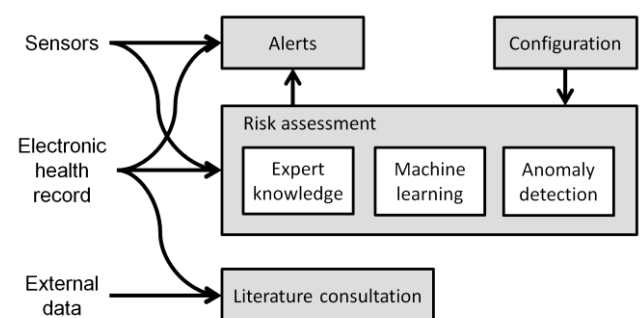 Sensors
Alerts
Configuration
Risk assessment
Electronic
health
record
Expert
knowledge
Machine
learning
Anomaly
detection
External
data
Literature consultation